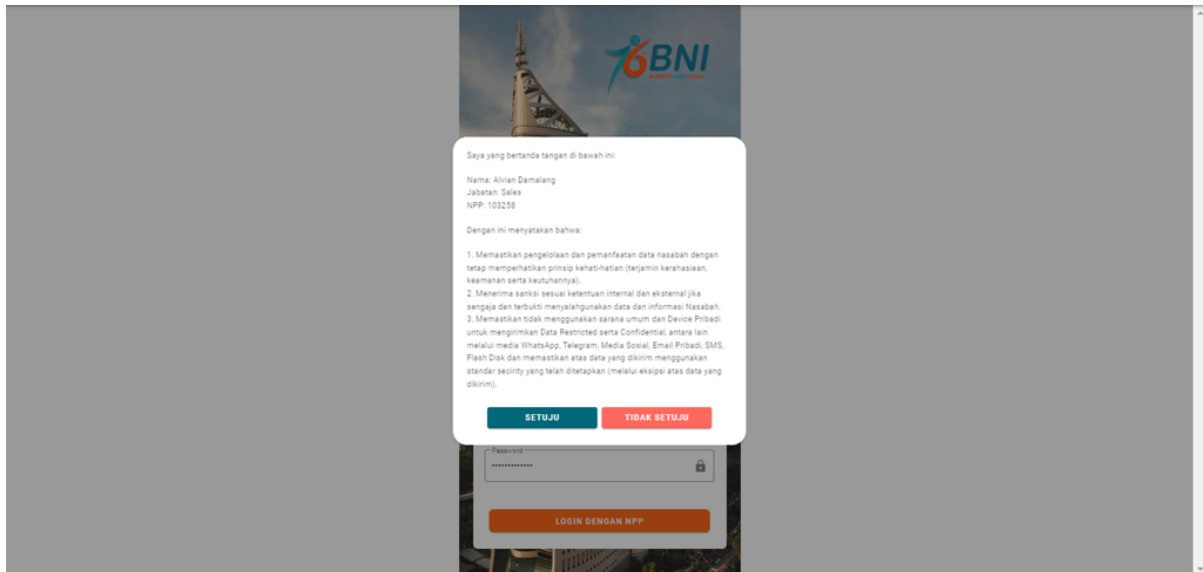 76 BNI
Saya yang bertanda tangan di bawah ini:
Nama: Alvian Damalang
Jabatan: Sales
NPP: 103258
Dengan ini menyatakan bahwa:
1. Memastikan pengelolaan dan pemanfaatan data nasabah dengan
tetap memperhatikan prinsip kehati-hatian (terjamin kerahasiaan,
keamanan serta keutuhannya).
2. Menerima sanksi sesuai ketentuan internal dan eksternal jika
sengaja dan terbukti menyalahgunakan data dan informasi Nasabah.
3. Memastikan tidak menggunakan sarana umum dan Device Pribadi
untuk mengirimkan Data Restricted serta Confidential, antara lain
melalui media WhatsApp, Telegram, Media Sosial, Email Pribadi, SMS,
Flash Disk dan memastikan atas data yang dikirim menggunakan
standar secirity yang telah ditetapkan (melalui eksipsi atas data yang
dikirim).
SETUJU TIDAK SETUJU
Password
LOGIN DENGAN NPP